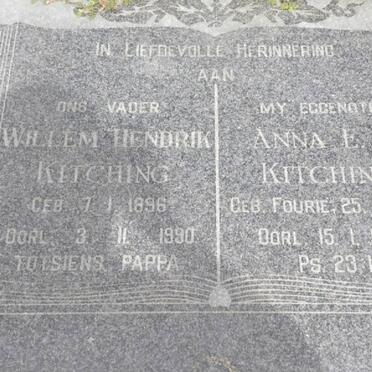 IN LIEFDEVOLLE HERINNERING
AAN
ONS VADER
WILLEM HENDRIK
KITCHING
GEB. 7. 1. 1896
OORL. 3. 11. 1990
TOTSIENS PAPPA
MY EGGENOTE
ANNA E.
KITCHIN
GEB. FOURIE. 25.
OORL. 15. 1.
PS. 23